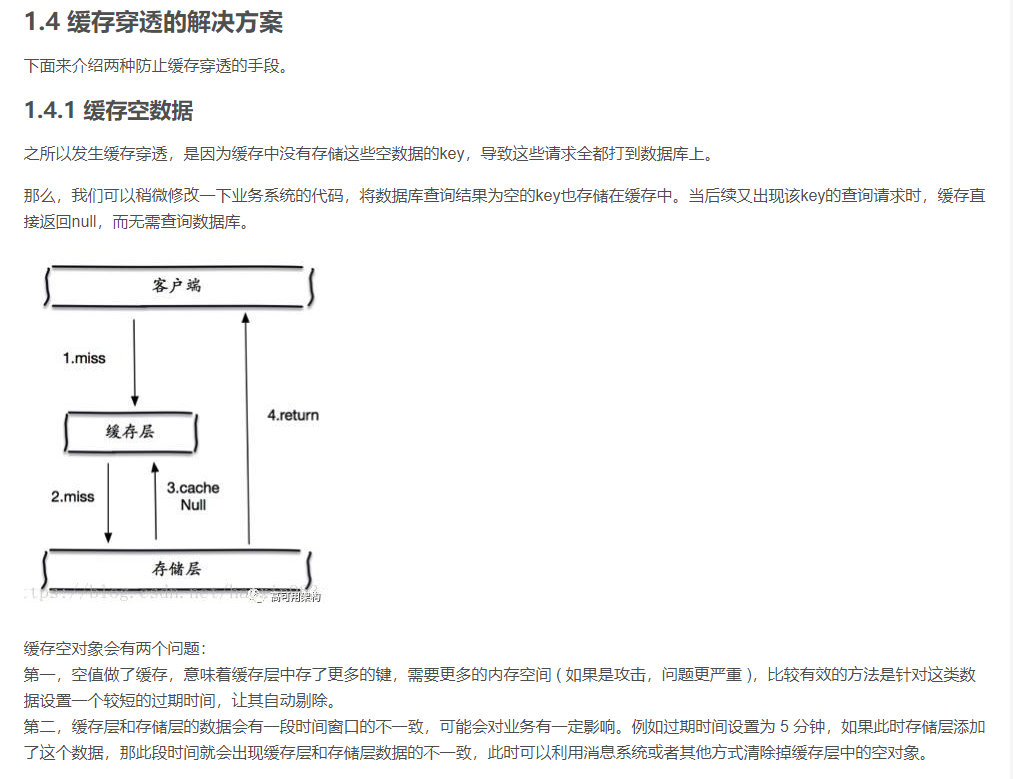 1.4 缓存穿透的解决方案
下面来介绍两种防止缓存穿透的手段。
1.4.1 缓存空数据
之所以发生缓存穿透，是因为缓存中没有存储这些空数据的key，导致这些请求全都打到数据库上。
那么，我们可以稍微修改一下业务系统的代码，将数据库查询结果为空的key也存储在缓存中。当后续又出现该key的查询请求时，缓存直
接返回null，而无需查询数据库。
客户端
1.miss
4.return
缓存层
2.miss
3.cache
Null
存储层
高可用架构
缓存空对象会有两个问题：
第一，空值做了缓存，意味着缓存层中存了更多的键，需要更多的内存空间 ( 如果是攻击，问题更严重 )，比较有效的方法是针对这类数
据设置一个较短的过期时间，让其自动剔除。
第二，缓存层和存储层的数据会有一段时间窗口的不一致，可能会对业务有一定影响。例如过期时间设置为 5 分钟，如果此时存储层添加
了这个数据，那此段时间就会出现缓存层和存储层数据的不一致，此时可以利用消息系统或者其他方式清除掉缓存层中的空对象。